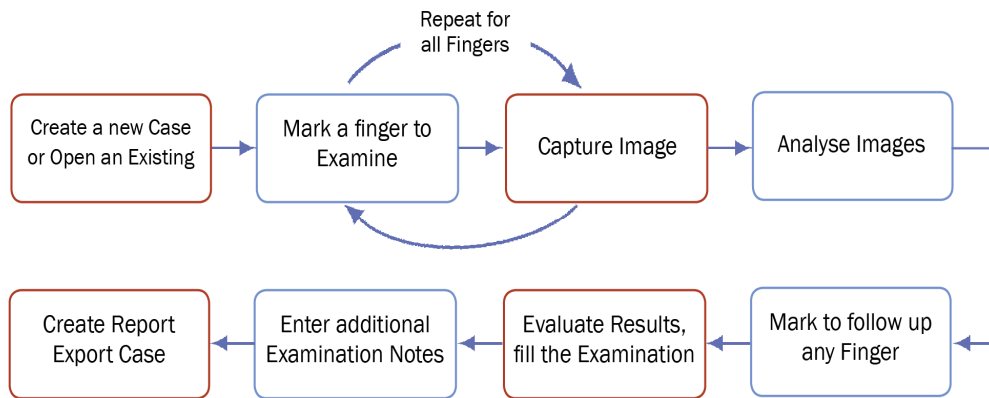 Repeat for
all Fingers
Create a new Case
or Open an Existing
Mark a finger to
Examine
Capture Image
Analyse Images
Mark to follow up
any Finger
Evaluate Results,
fill the Examination
Enter additional
Examination Notes
Create Report
Export Case